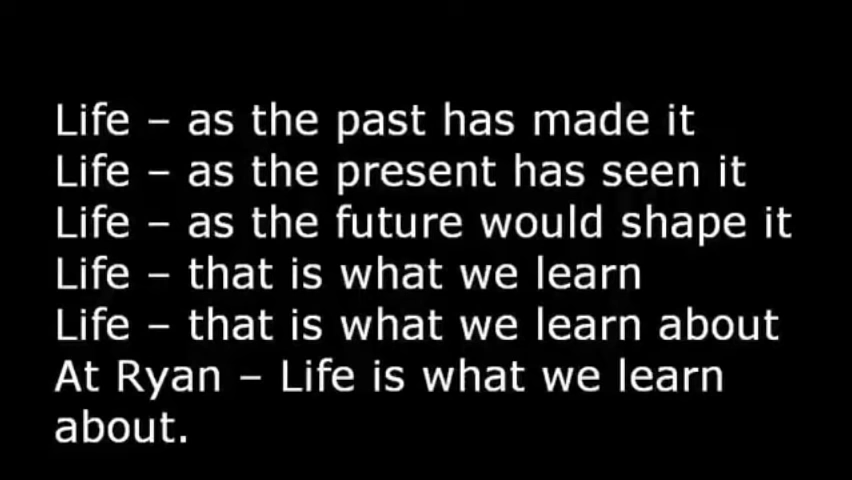 Life – as the past has made it
Life – as the present has seen it
Life – as the future would shape it
Life – that is what we learn
Life – that is what we learn about
At Ryan – Life is what we learn
about.